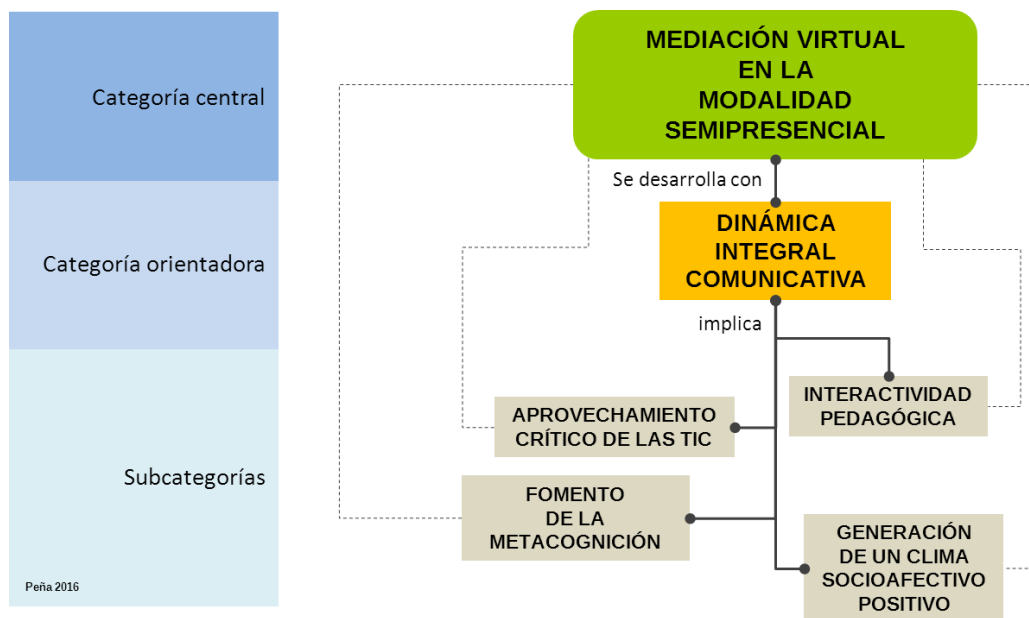 Categoría central
Categoría orientadora
Subcategorías
Peña 2016
MEDIACIÓN VIRTUAL
EN LA
MODALIDAD
SEMIPRESENCIAL
Se desarrolla con
DINÁMICA
INTEGRAL
COMUNICATIVA
implica
INTERACTIVIDAD
PEDAGÓGICA
APROVECHAMIENTO
CRÍTICO DE LAS TIC
FOMENTO
DE LA
METACOGNICIÓN
GENERACIÓN
DE UN CLIMA
SOCIOAFECTIVO
POSITIVO